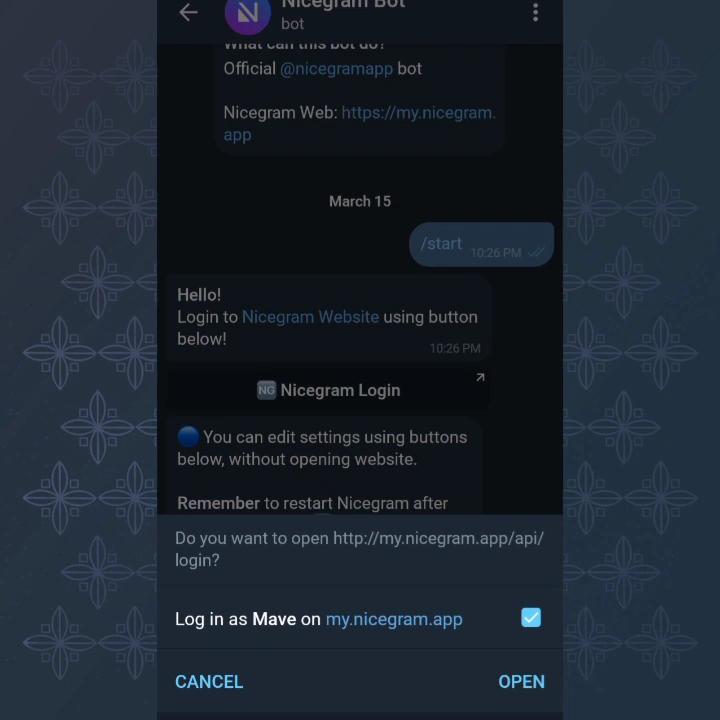 Nicegram Bot
bot
What can this bot do?
Official @nicegramapp bot
Nicegram Web: https://my.nicegram.
app
March 15
/start 10:26 PM
Hello!
Login to Nicegram Website using button
below!
10:26 PM
NG Nicegram Login
You can edit settings using buttons
below, without opening website.
Remember to restart Nicegram after
Do you want to open http://my.nicegram.app/api/
login?
Log in as Mave on my.nicegram.app
CANCEL
OPEN